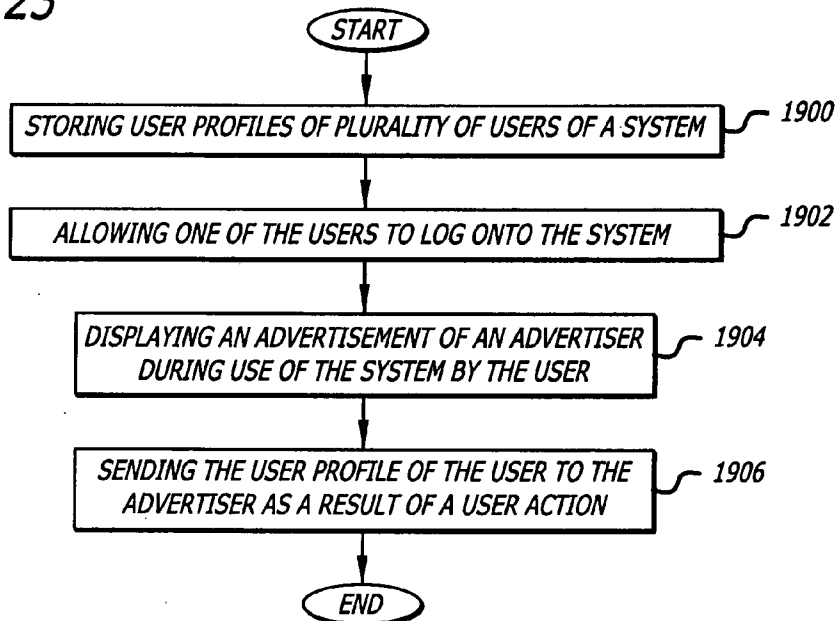 25
START
STORING USER PROFILES OF PLURALITY OF USERS OF A SYSTEM
1900
ALLOWING ONE OF THE USERS TO LOG ONTO THE SYSTEM
1902
DISPLAYING AN ADVERTISEMENT OF AN ADVERTISER
DURING USE OF THE SYSTEM BY THE USER
1904
SENDING THE USER PROFILE OF THE USER TO THE
ADVERTISER AS A RESULT OF A USER ACTION
1906
END